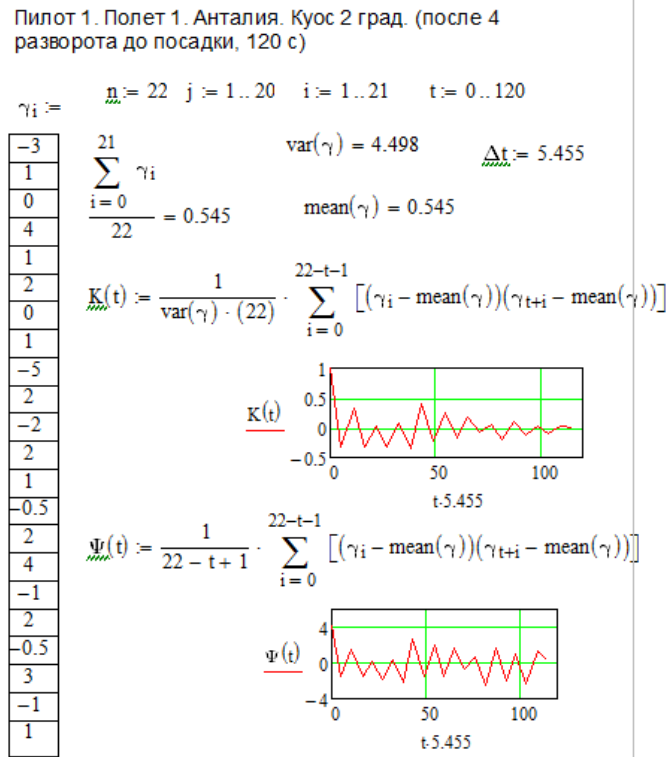 Пилот 1. Полет 1. Анталия. Куос 2 град. (после 4
разворота до посадки, 120 с)
γi :=
n := 22 j := 1 .. 20 i := 1 .. 21 t := 0 .. 120
-3
1
0
4
1
2
0
1
-5
2
-2
2
1
-0.5
2
4
-1
2
-0.5
3
-1
1
21
∑ γi
i = 0
22
= 0.545
var(γ) = 4.498
Δt := 5.455
mean(γ) = 0.545
K(t) := 1 / (var(γ) · (22)) · ∑ [(γi − mean(γ))(γt+i − mean(γ))]
22−t−1
i = 0
K(t)
1
0.5
0
−0.5
0 50 100
t·5.455
Ψ(t) := 1 / (22 − t + 1) · ∑ [(γi − mean(γ))(γt+i − mean(γ))]
22−t−1
i = 0
Ψ(t)
4
0
−4
0 50 100
t·5.455